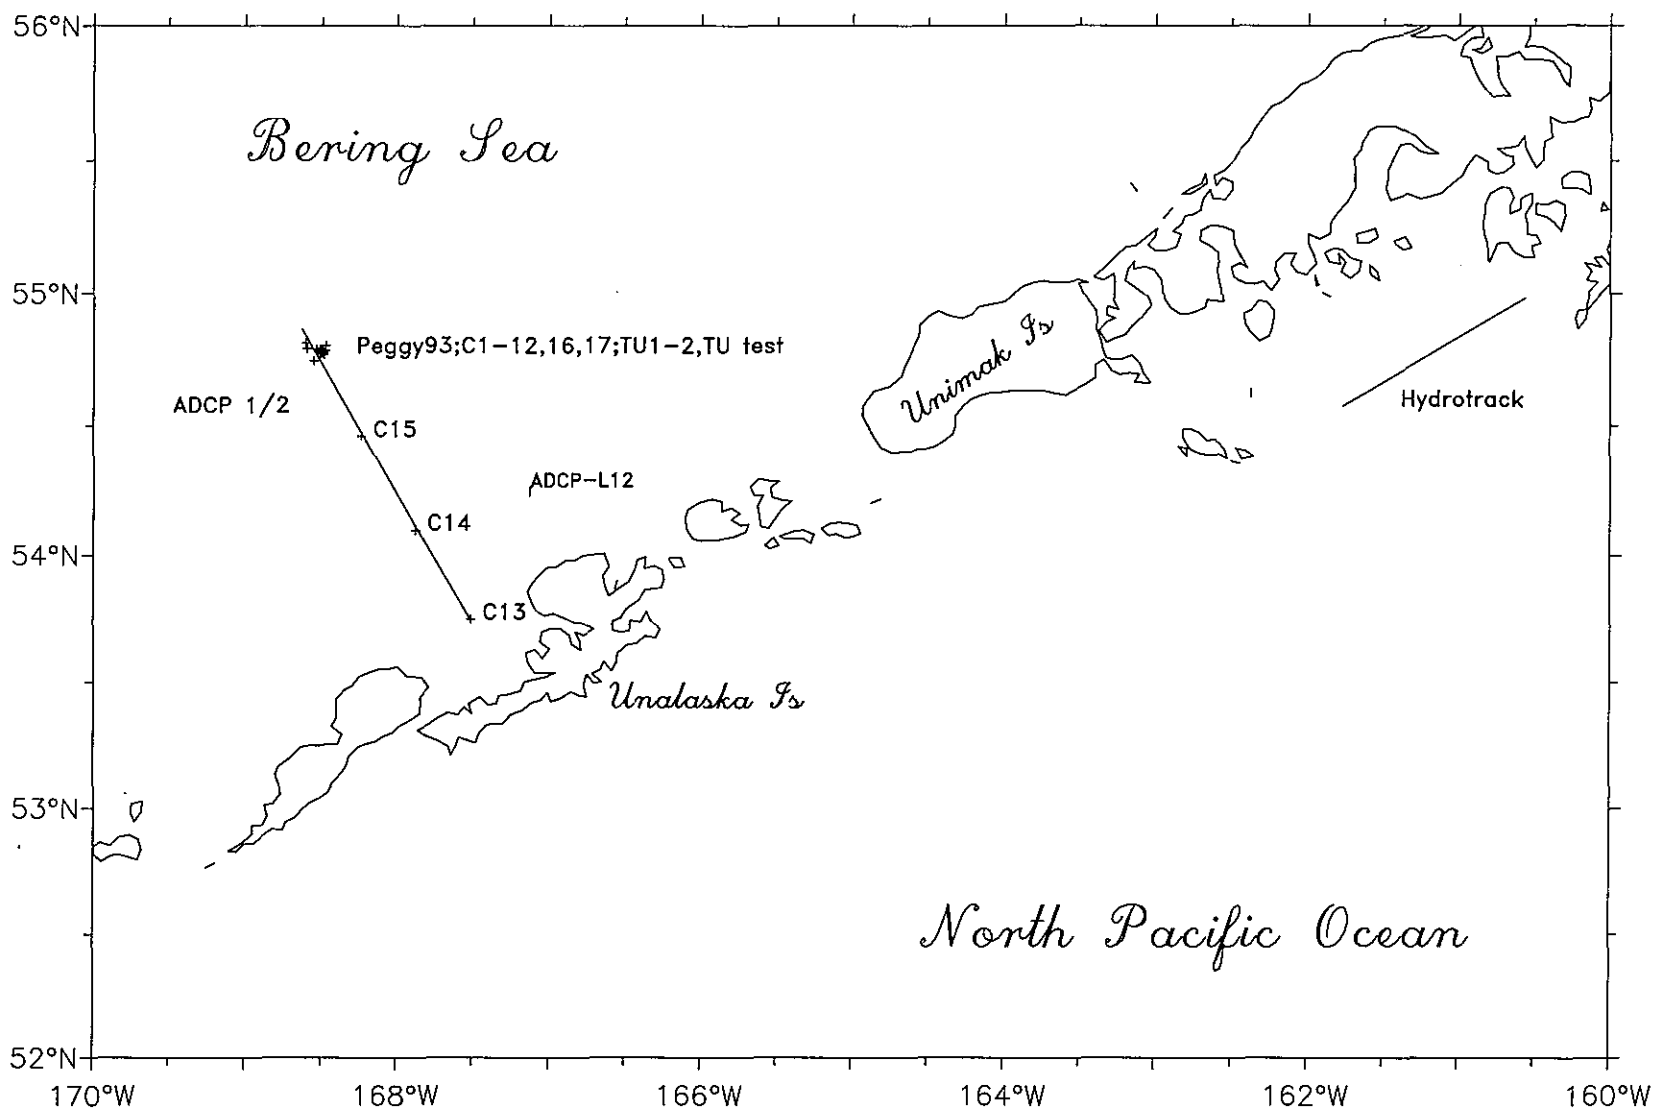 56°N
Bering Sea
55°N
Unimak Is
Peggy93;C1-12,16,17;TU1-2,TU test
Hydrotrack
ADCP 1/2
C15
ADCP-L12
C14
54°N
C13
Unalaska Is
53°N
North Pacific Ocean
52°N
170°W 168°W 166°W 164°W 162°W 160°W